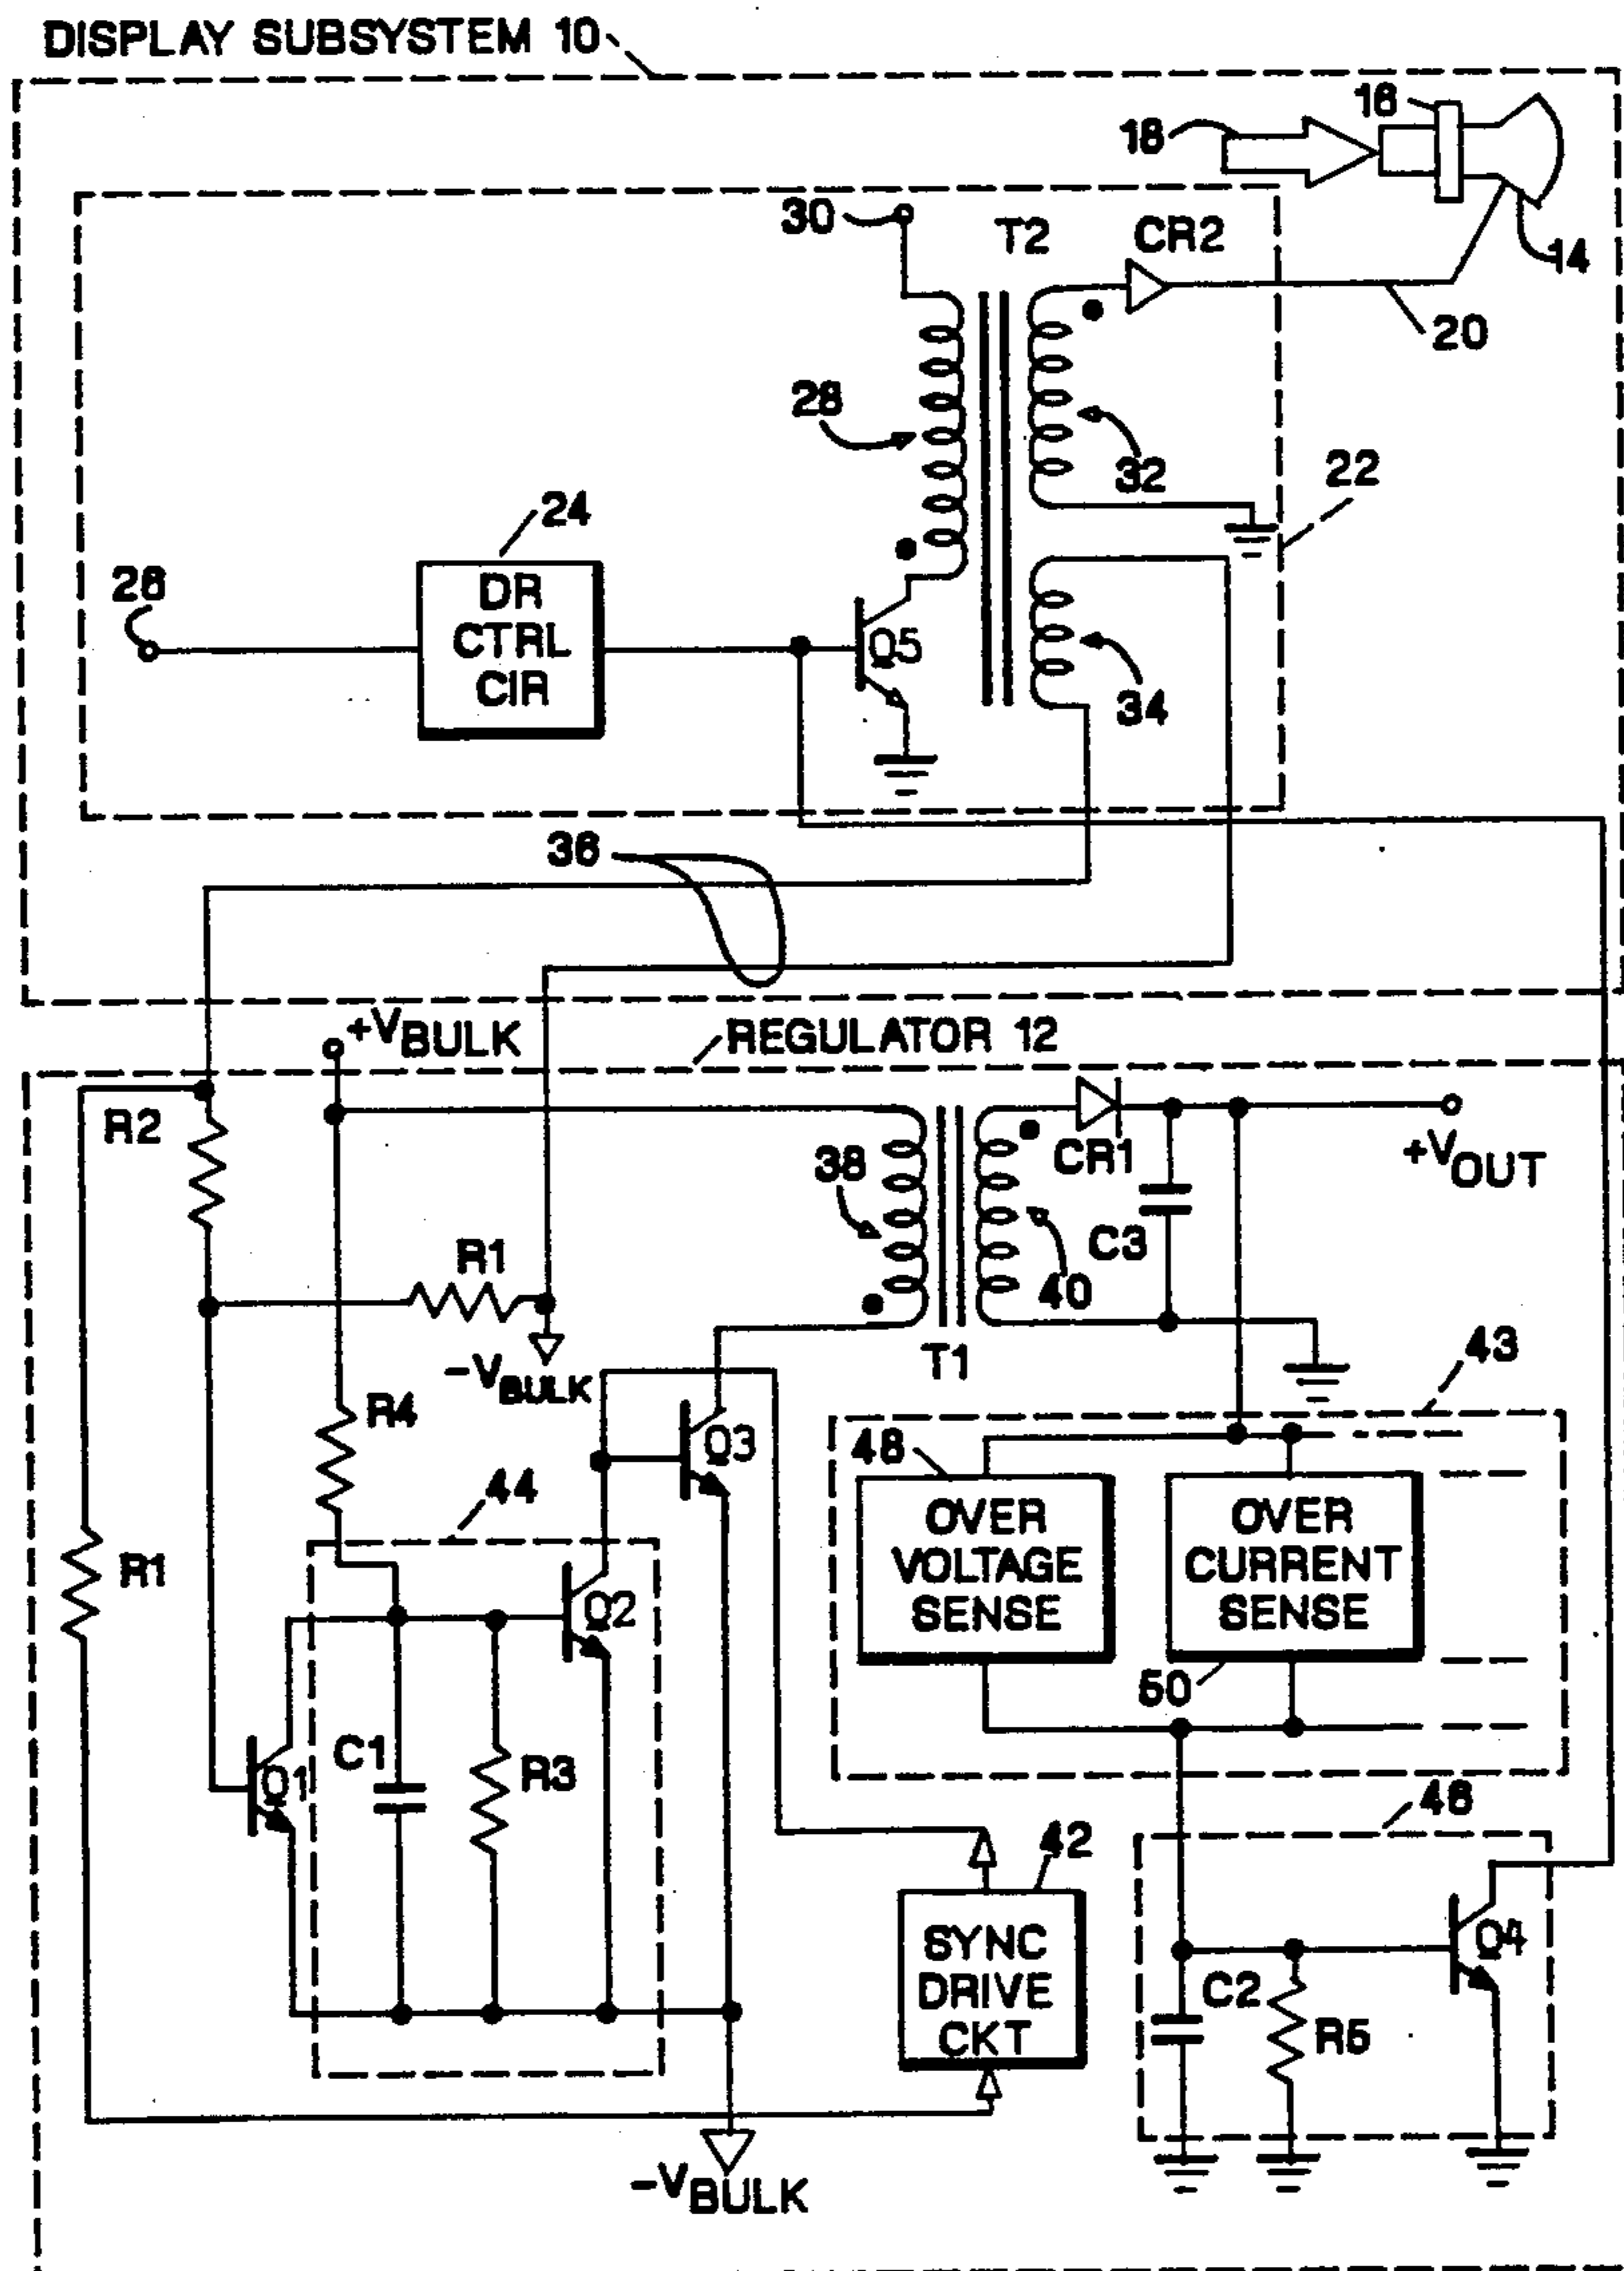 DISPLAY SUBSYSTEM 10
16
18
14
30
T2
CR2
20
28
32
22
24
26
DR
CTRL
CIR
Q5
34
36
+VBULK
REGULATOR 12
R2
38
CR1
+VOUT
C3
R1
40
-VBULK
T1
43
R4
Q3
48
44
OVER
VOLTAGE
SENSE
OVER
CURRENT
SENSE
R1
Q2
50
C1
R3
Q1
42
46
SYNC
DRIVE
CKT
C2
R5
Q4
-VBULK